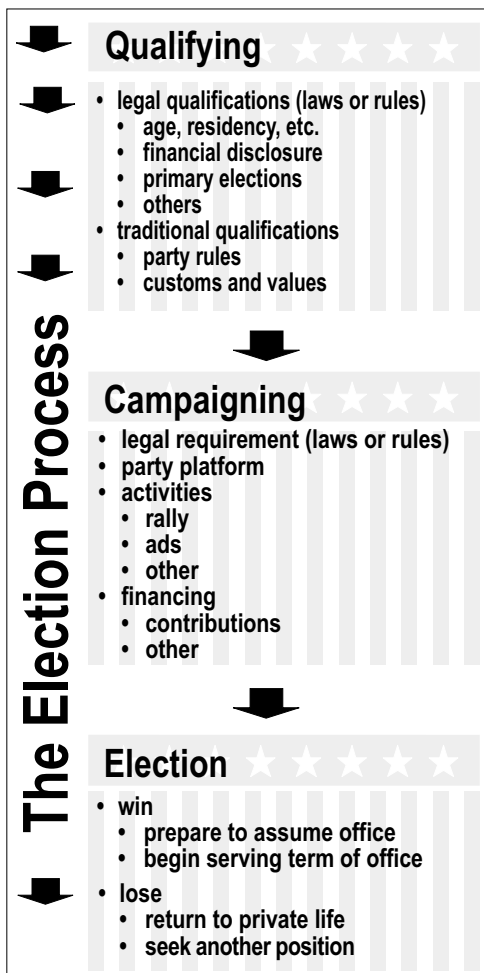 The Election Process
Qualifying
• legal qualifications (laws or rules)
• age, residency, etc.
• financial disclosure
• primary elections
• others
• traditional qualifications
• party rules
• customs and values
Campaigning
• legal requirement (laws or rules)
• party platform
• activities
• rally
• ads
• other
• financing
• contributions
• other
Election
• win
• prepare to assume office
• begin serving term of office
• lose
• return to private life
• seek another position